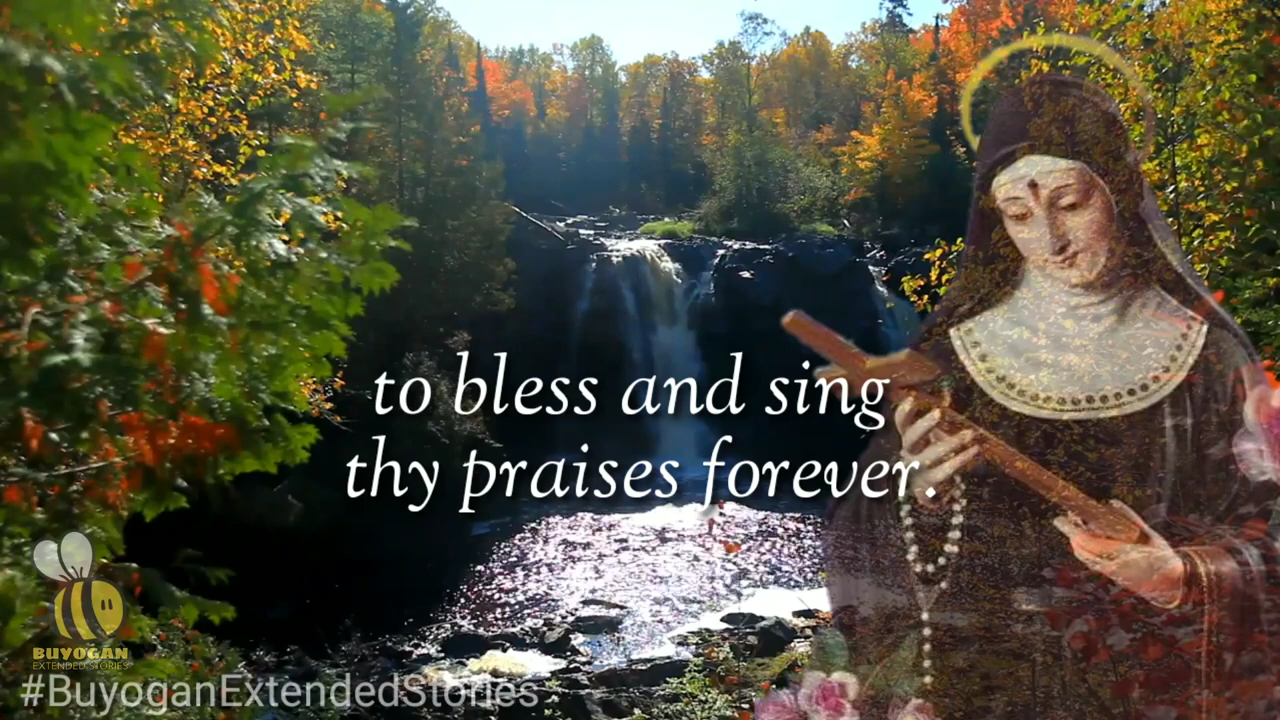 to bless and sing
thy praises forever.
BUYOGAN
EXTENDED STORIES
#BuyoganExtendedStories